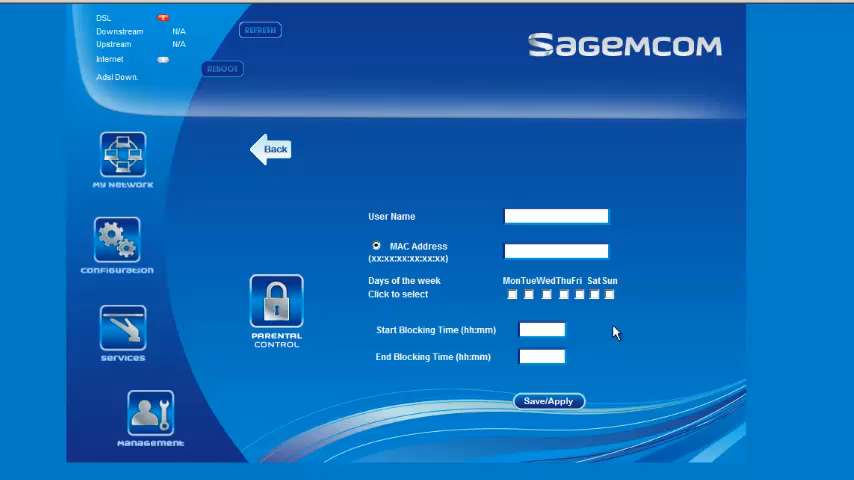 DSL
Downstream N/A
Upstream N/A
Internet
Adsl Down.
REFRESH
REBOOT
SAGEMCOM
Back
My Network
Configuration
Services
Management
PARENTAL
CONTROL
User Name
MAC Address
(xx:xx:xx:xx:xx:xx)
Days of the week MonTueWedThuFri Sat Sun
Click to select
Start Blocking Time (hh:mm)
End Blocking Time (hh:mm)
Save/Apply